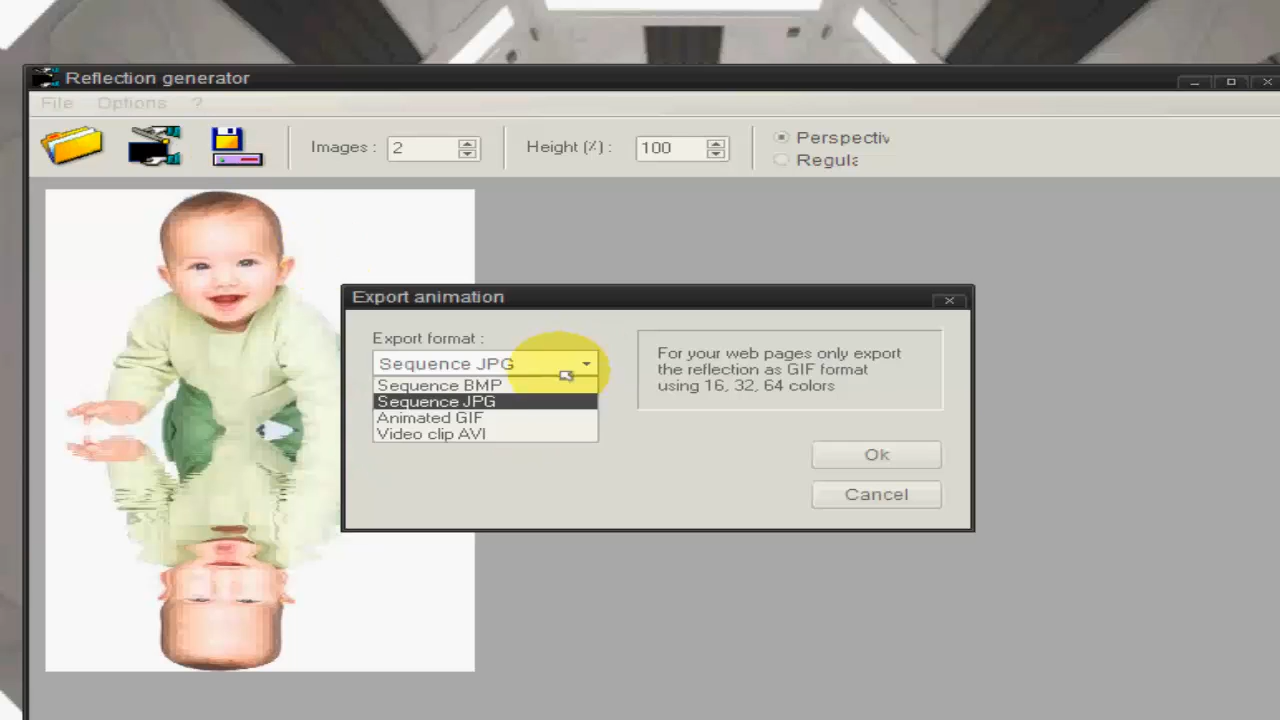 Reflection generator
File Options ?
Images : 2 Height (%) : 100
Perspectiv
Regula
Export animation
Export format :
Sequence JPG
Sequence BMP
Sequence JPG
Animated GIF
Video clip AVI
For your web pages only export
the reflection as GIF format
using 16, 32, 64 colors
Ok
Cancel